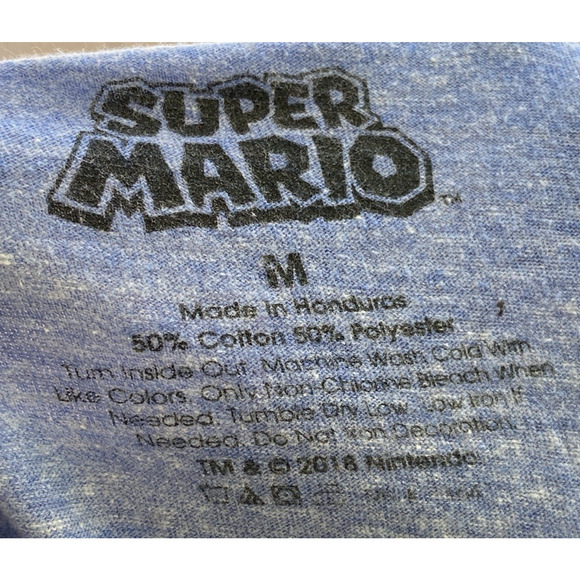 SUPER
MARIO
TM
M
Made in Honduras
50% Cotton 50% Polyester
Turn Inside Out. Machine Wash Cold With
Like Colors. Only Non-Chlorine Bleach When
Needed. Tumble Dry Low. Low Iron If
Needed. Do Not Iron Decoration.
TM & © 2018 Nintendo.